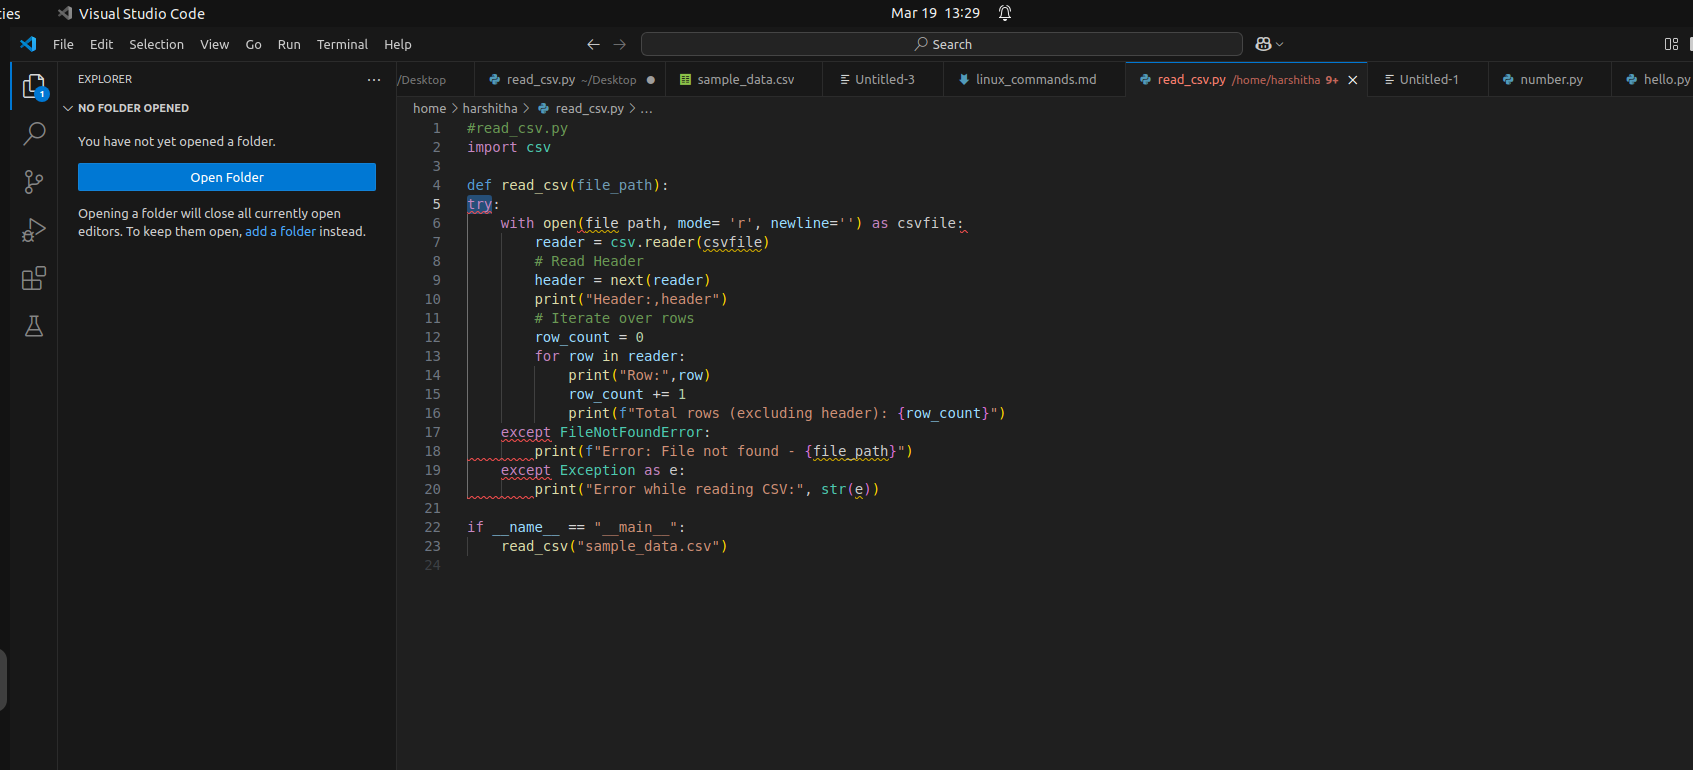 ies Visual Studio Code Mar 19 13:29
File Edit Selection View Go Run Terminal Help Search
EXPLORER ...
/Desktop read_csv.py ~/Desktop sample_data.csv Untitled-3 linux_commands.md read_csv.py /home/harshitha 9+ Untitled-1 number.py hello.py
1
NO FOLDER OPENED
home > harshitha > read_csv.py > ...
You have not yet opened a folder.
Open Folder
Opening a folder will close all currently open
editors. To keep them open, add a folder instead.
1 #read_csv.py
2 import csv
3
4 def read_csv(file_path):
5 try:
6     with open(file path, mode= 'r', newline='') as csvfile:
7         reader = csv.reader(csvfile)
8         # Read Header
9         header = next(reader)
10         print("Header:,header")
11         # Iterate over rows
12         row_count = 0
13         for row in reader:
14             print("Row:",row)
15             row_count += 1
16             print(f"Total rows (excluding header): {row_count}")
17     except FileNotFoundError:
18         print(f"Error: File not found - {file_path}")
19     except Exception as e:
20         print("Error while reading CSV:", str(e))
21
22 if __name__ == "__main__":
23     read_csv("sample_data.csv")
24